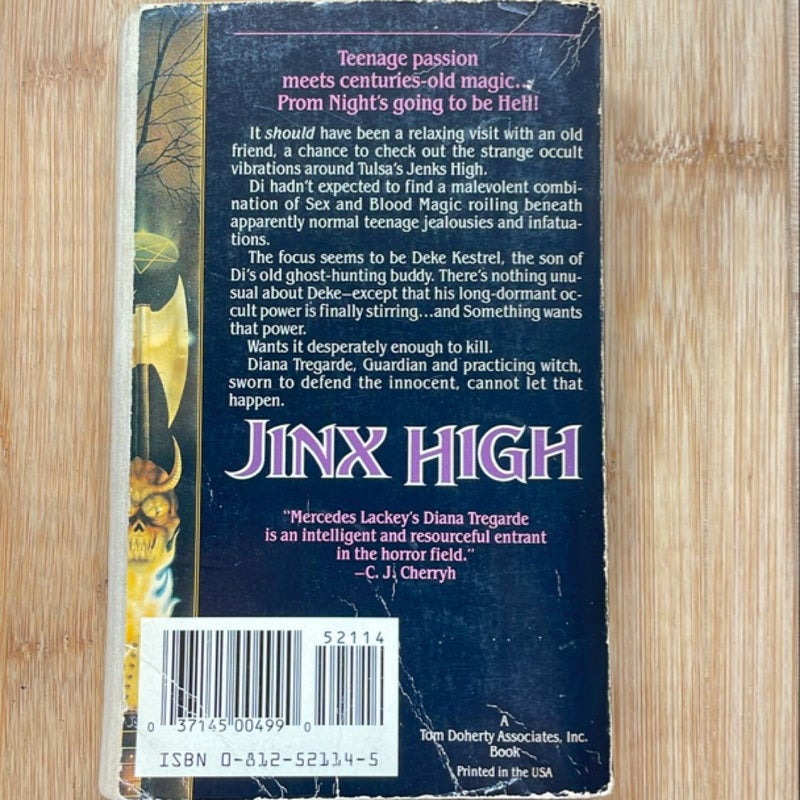 Teenage passion
meets centuries-old magic...
Prom Night's going to be Hell!
It should have been a relaxing visit with an old
friend, a chance to check out the strange occult
vibrations around Tulsa's Jenks High.
Di hadn't expected to find a malevolent combi-
nation of Sex and Blood Magic roiling beneath
apparently normal teenage jealousies and infatua-
tions.
The focus seems to be Deke Kestrel, the son of
Di's old ghost-hunting buddy. There's nothing unu-
sual about Deke—except that his long-dormant oc-
cult power is finally stirring...and Something wants
that power.
Wants it desperately enough to kill.
Diana Tregarde, Guardian and practicing witch,
sworn to defend the innocent, cannot let that
happen.
JINX HIGH
"Mercedes Lackey's Diana Tregarde
is an intelligent and resourceful entrant
in the horror field."
—C. J. Cherryh
52114
0 37145 00499 0
ISBN 0-812-52114-5
A
Tom Doherty Associates, Inc.
Book
Printed in the USA